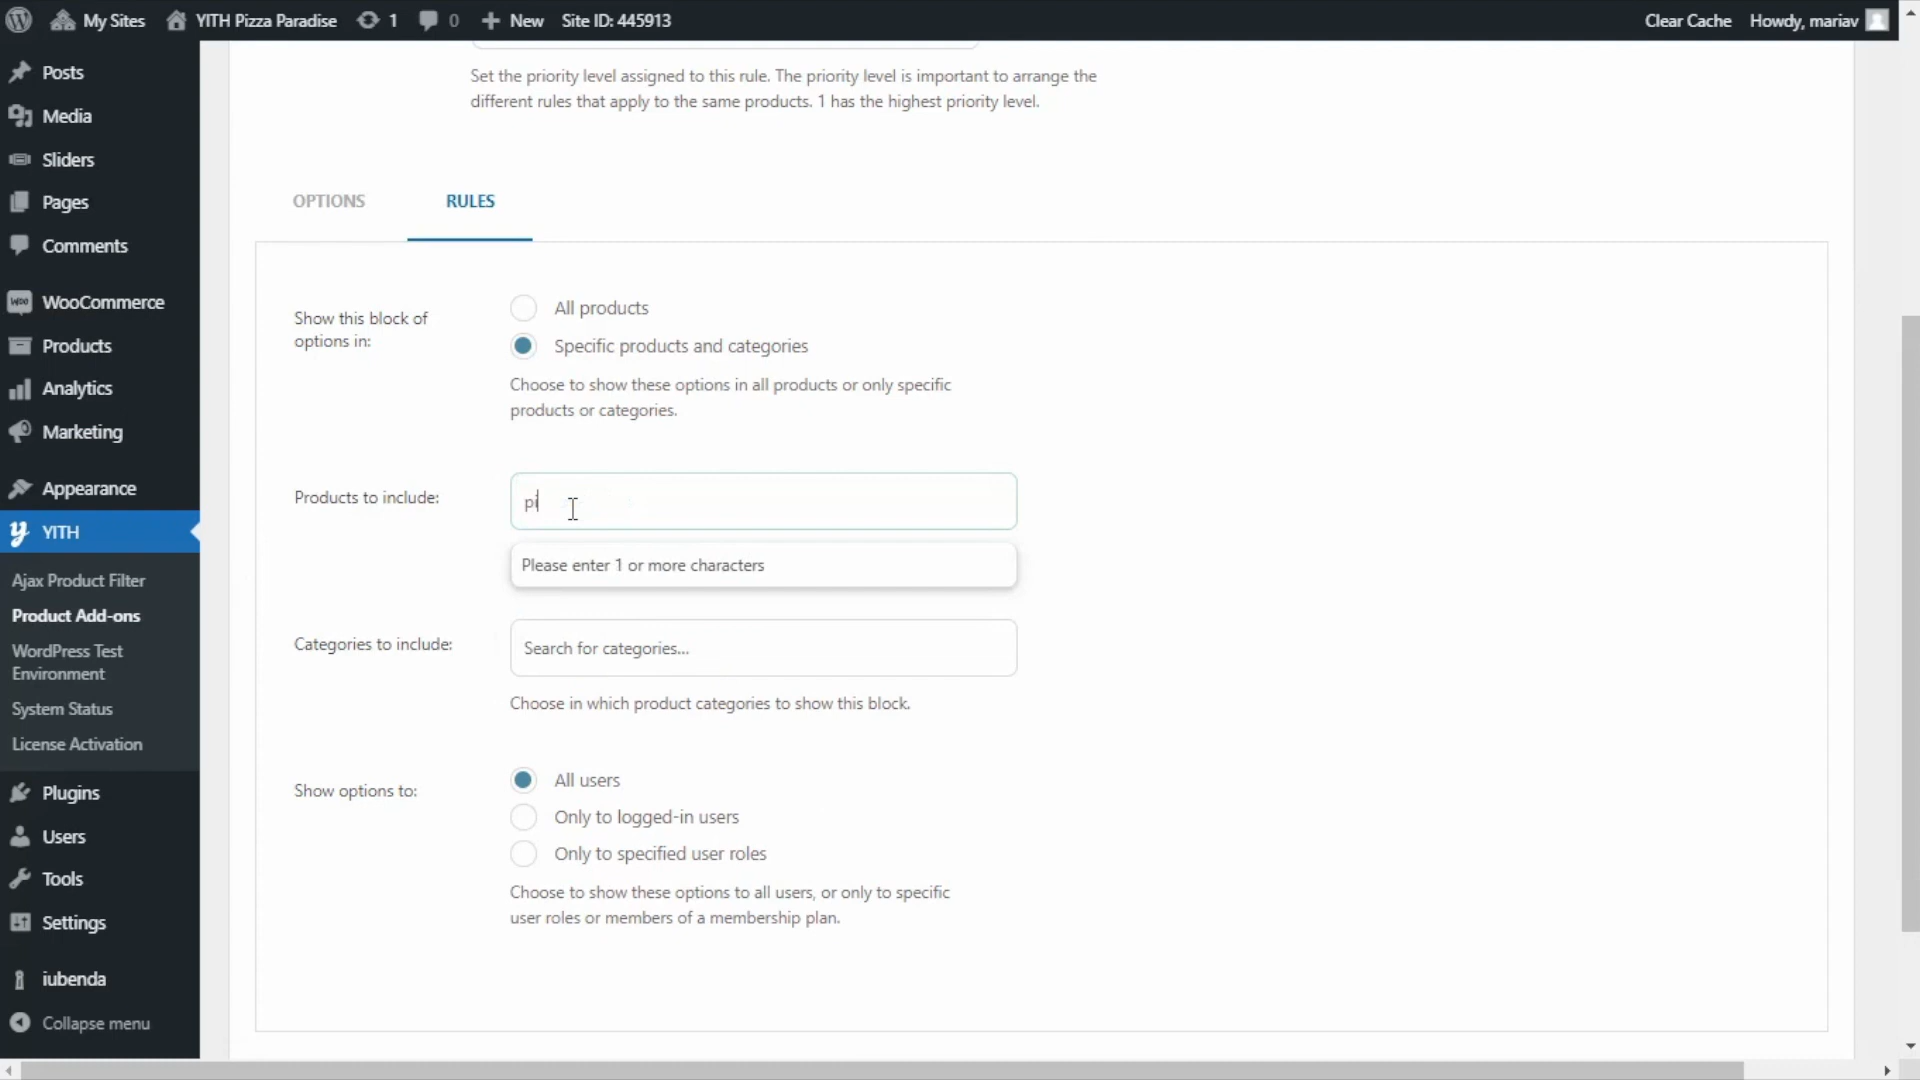 My Sites
YITH Pizza Paradise
1
0
New
Site ID: 445913
Clear Cache
Howdy, mariav
Posts
Media
Sliders
Pages
Comments
WooCommerce
Products
Analytics
Marketing
Appearance
YITH
Ajax Product Filter
Product Add-ons
WordPress Test
Environment
System Status
License Activation
Plugins
Users
Tools
Settings
iubenda
Collapse menu
Set the priority level assigned to this rule. The priority level is important to arrange the
different rules that apply to the same products. 1 has the highest priority level.
OPTIONS
RULES
Show this block of
options in:
All products
Specific products and categories
Choose to show these options in all products or only specific
products or categories.
Products to include:
pi
Please enter 1 or more characters
Categories to include:
Search for categories...
Choose in which product categories to show this block.
Show options to:
All users
Only to logged-in users
Only to specified user roles
Choose to show these options to all users, or only to specific
user roles or members of a membership plan.